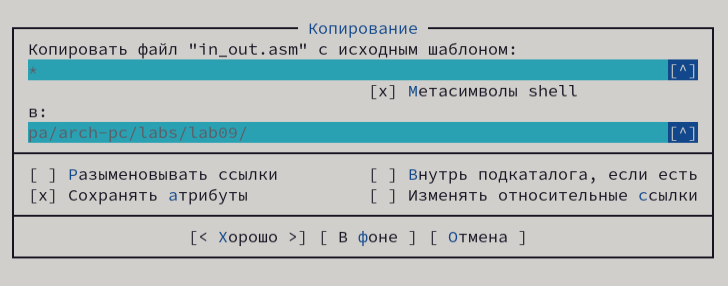 Копирование
Копировать файл "in_out.asm" с исходным шаблоном:
* [^]
[x] Метасимволы shell
в:
pa/arch-pc/labs/lab09/ [^]
[ ] Разыменовывать ссылки [ ] Внутрь подкаталога, если есть
[x] Сохранять атрибуты [ ] Изменять относительные ссылки
[< Хорошо >] [ В фоне ] [ Отмена ]